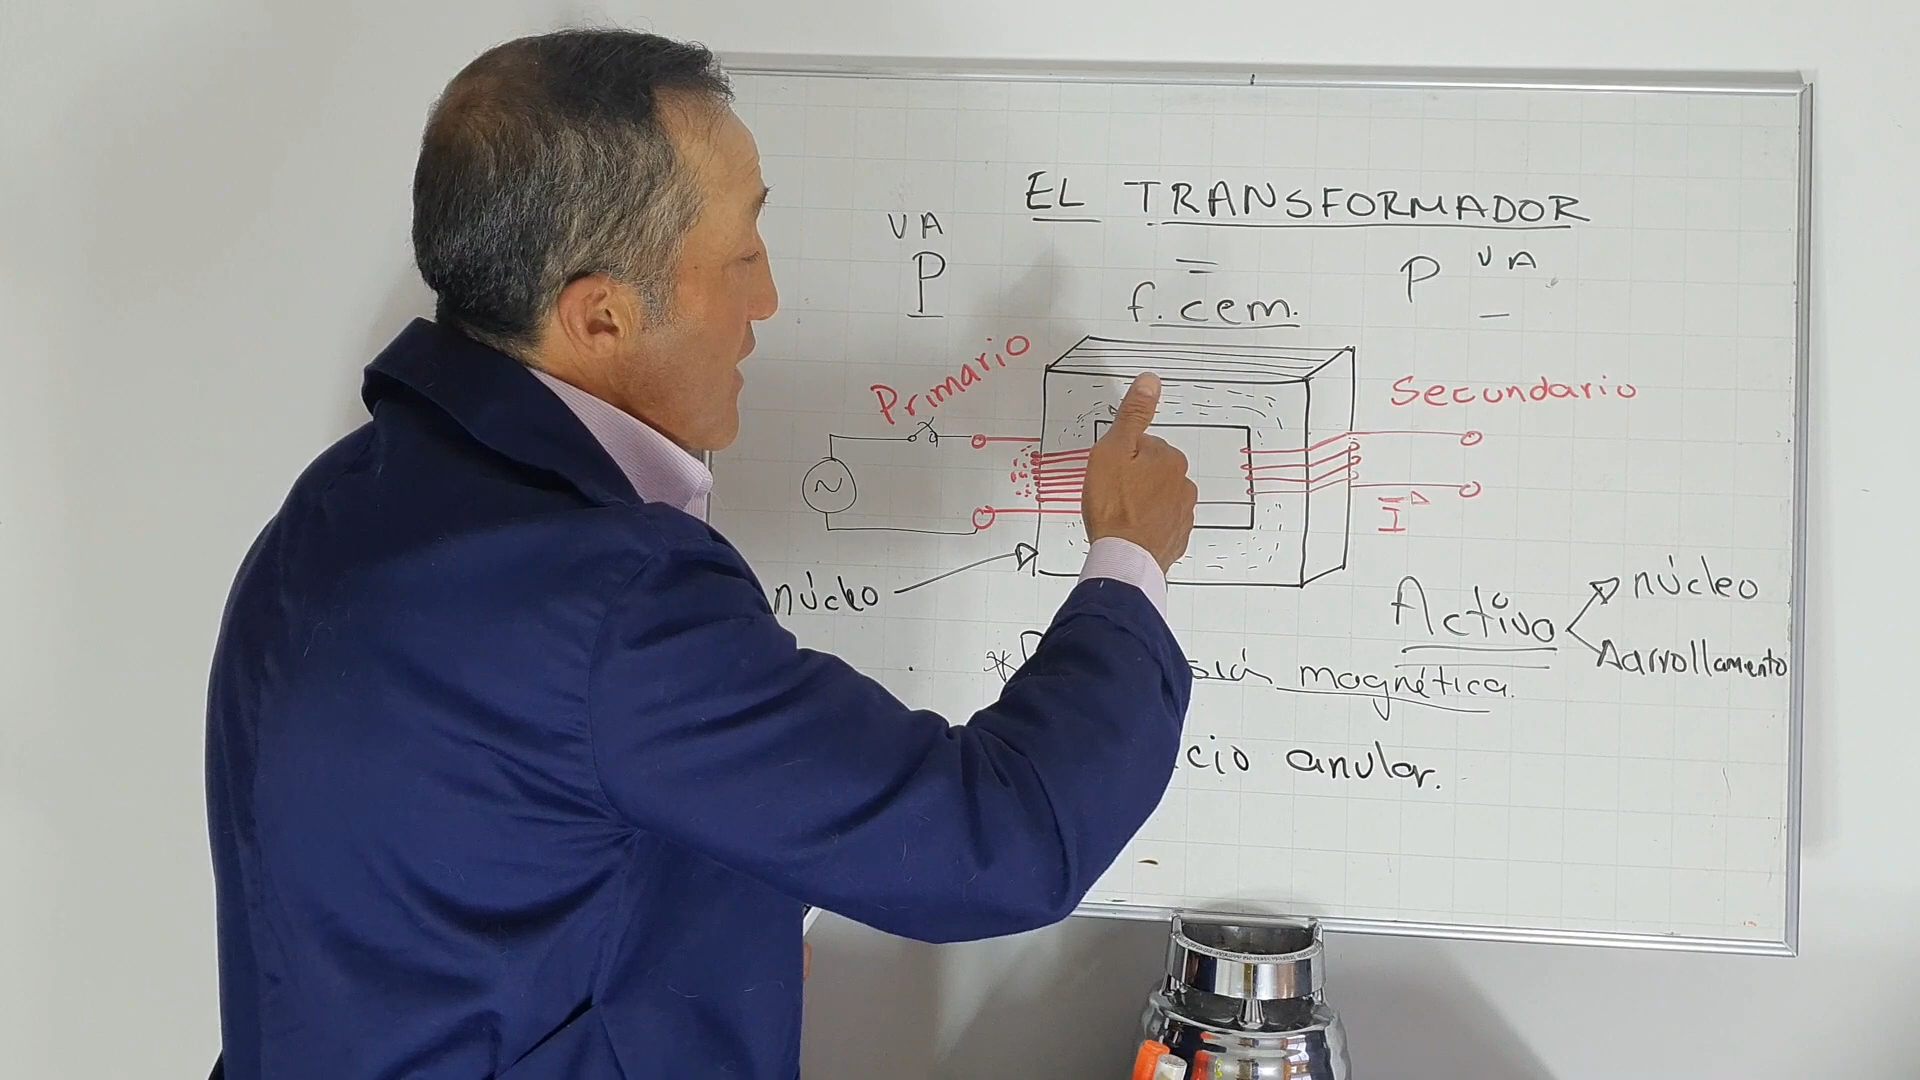 EL TRANSFORMADOR
VA
P
=
P VA
f.cem.
Primario
Secundario
~
I
núcleo
Activo
núcleo
Aarrollamento
magnética.
anular.